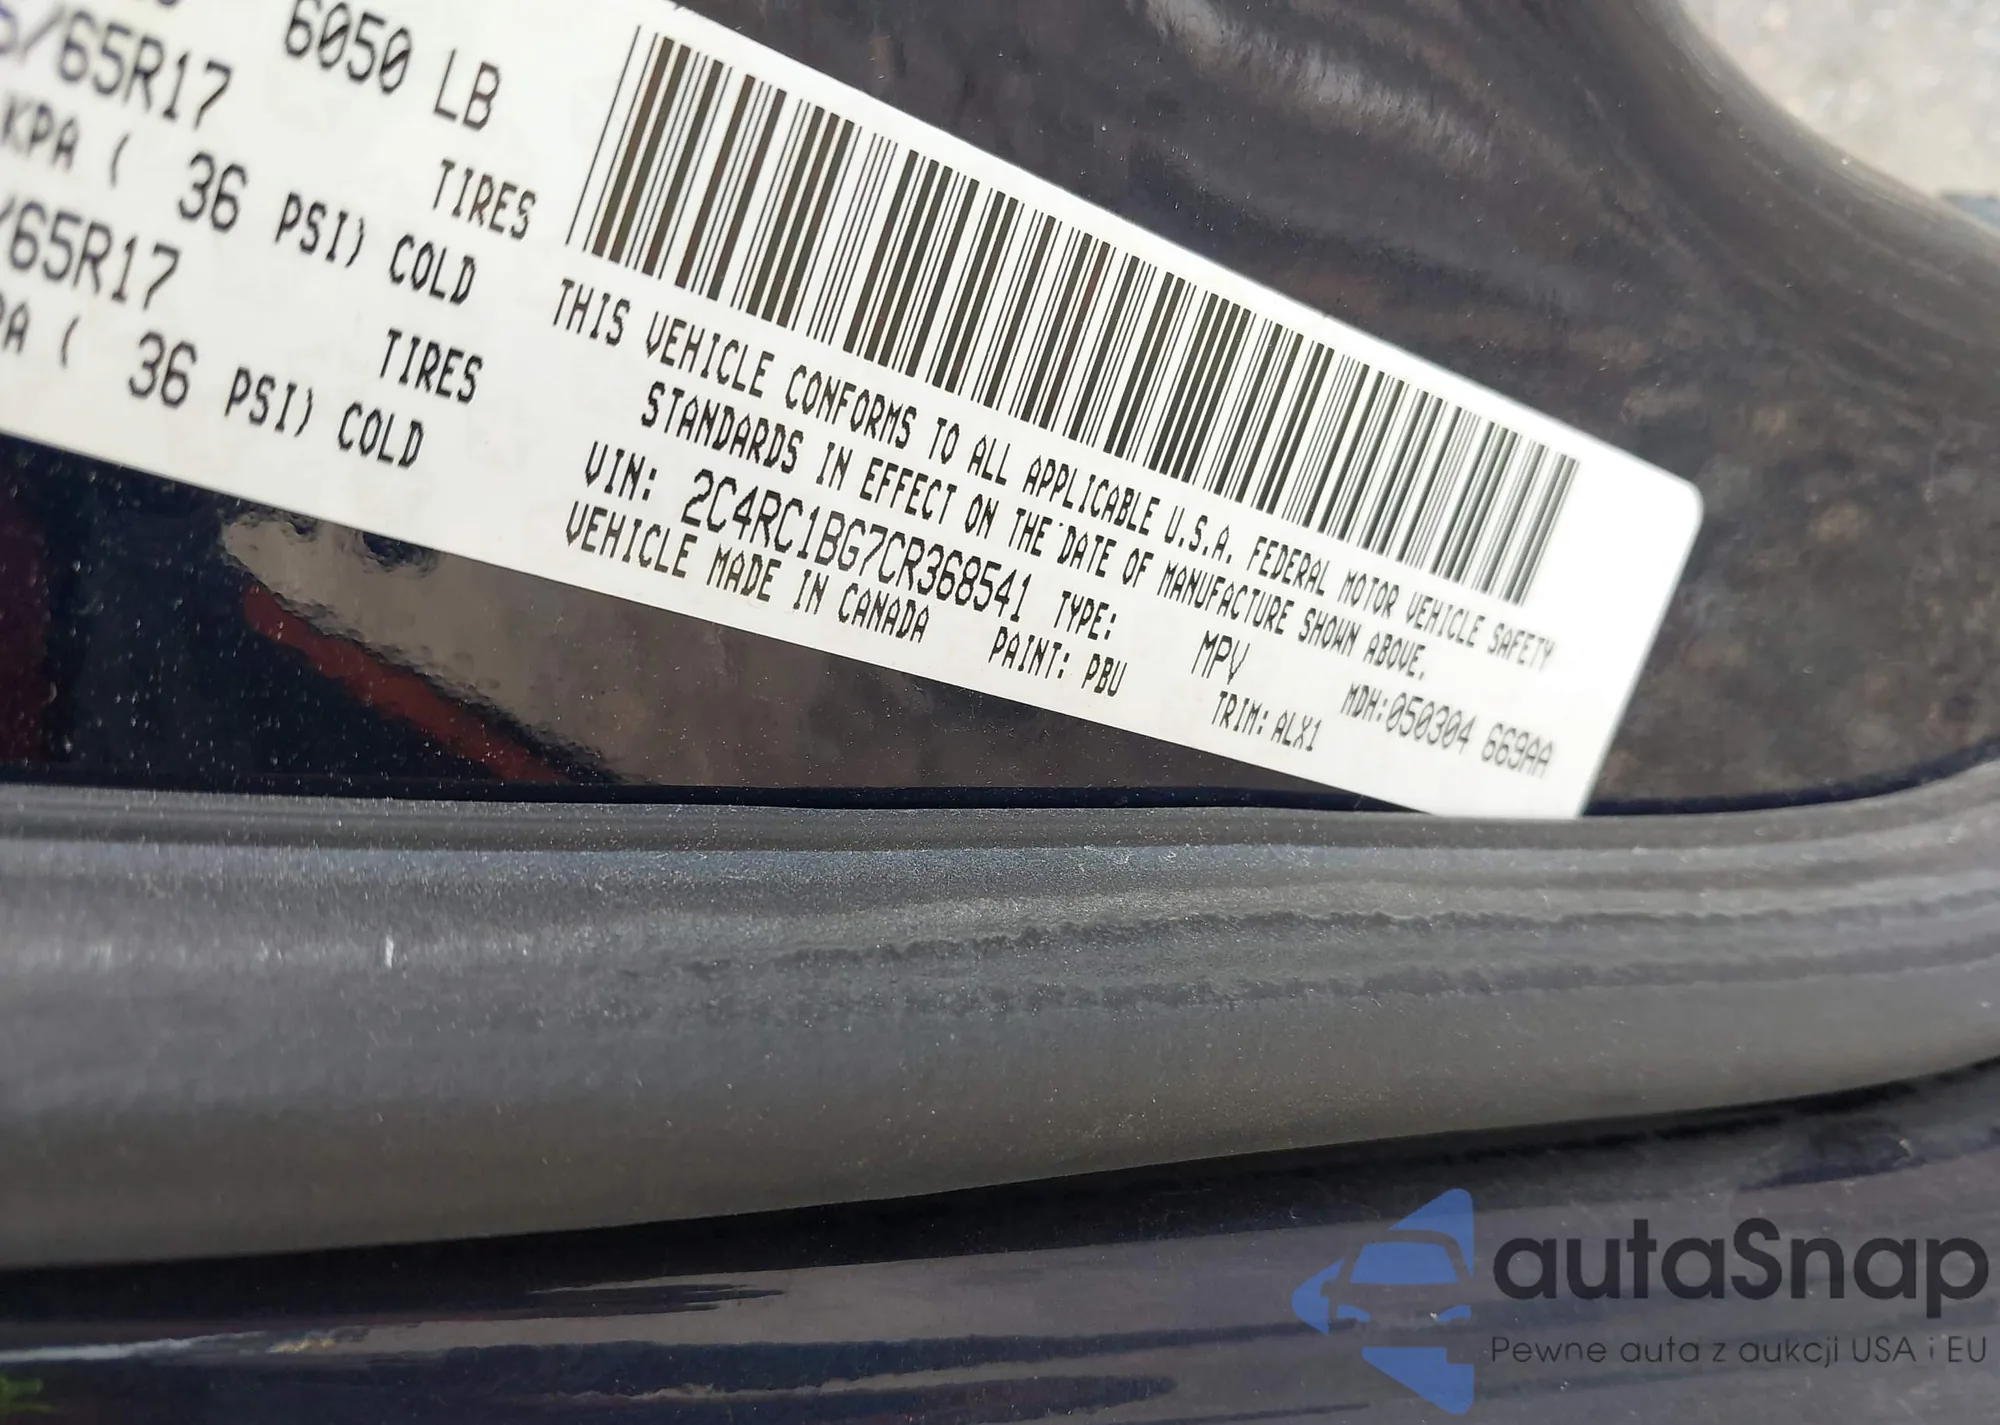 6050 LB
/65R17 TIRES
KPA ( 36 PSI) COLD
/65R17 TIRES
PA ( 36 PSI) COLD
THIS VEHICLE CONFORMS TO ALL APPLICABLE U.S.A. FEDERAL MOTOR VEHICLE SAFETY
STANDARDS IN EFFECT ON THE DATE OF MANUFACTURE SHOWN ABOVE.
VIN: 2C4RC1BG7CR368541 TYPE: MPV MDH:050304 669AA
VEHICLE MADE IN CANADA PAINT: PBU TRIM: ALX1
autaSnap
Pewne auta z aukcji USA i EU